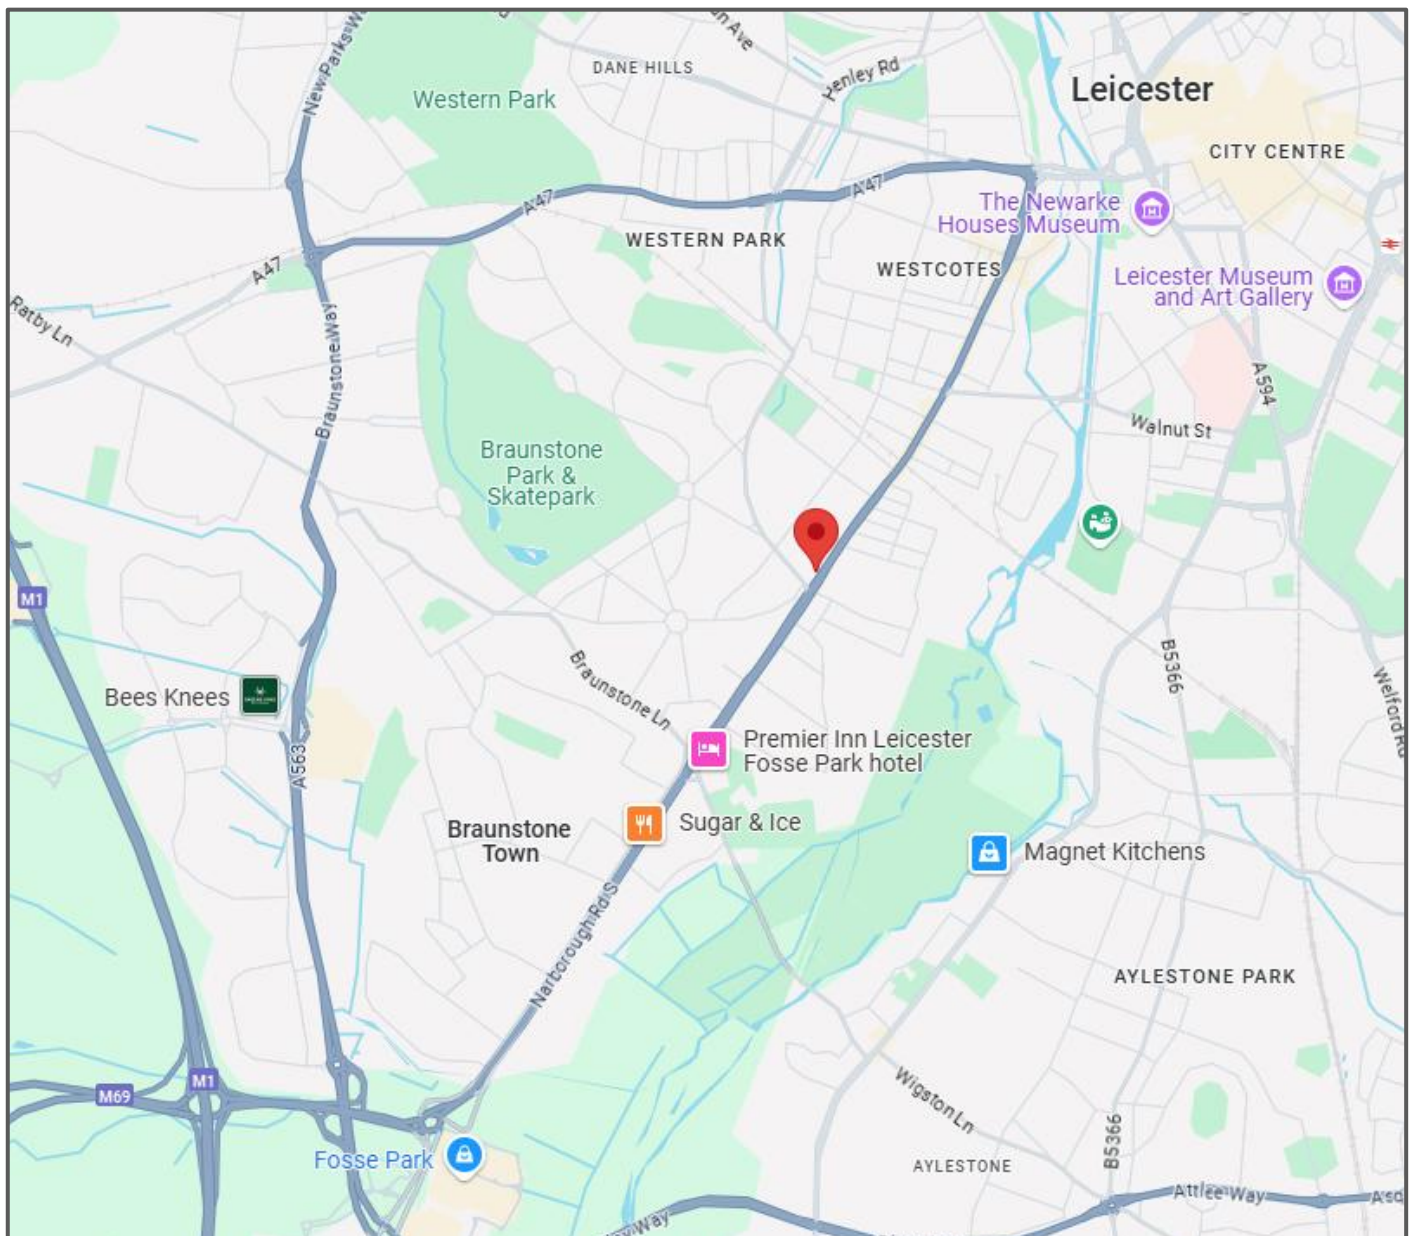 New Parks W
DANE HILLS
Henley Rd
Western Park
Leicester
CITY CENTRE
A47
A47
The Newarke
Houses Museum
WESTERN PARK
WESTCOTES
A47
Leicester Museum
and Art Gallery
Ratby Ln
Braunstone Way
A594
Walnut St
Braunstone
Park &
Skatepark
M1
B5366
Braunstone Ln
Bees Knees
Welford Rd
A563
Premier Inn Leicester
Fosse Park hotel
Sugar & Ice
Braunstone
Town
Magnet Kitchens
Narborough Rd S
AYLESTONE PARK
M1
M69
Wigston Ln
B5366
Fosse Park
AYLESTONE
Attlee Way